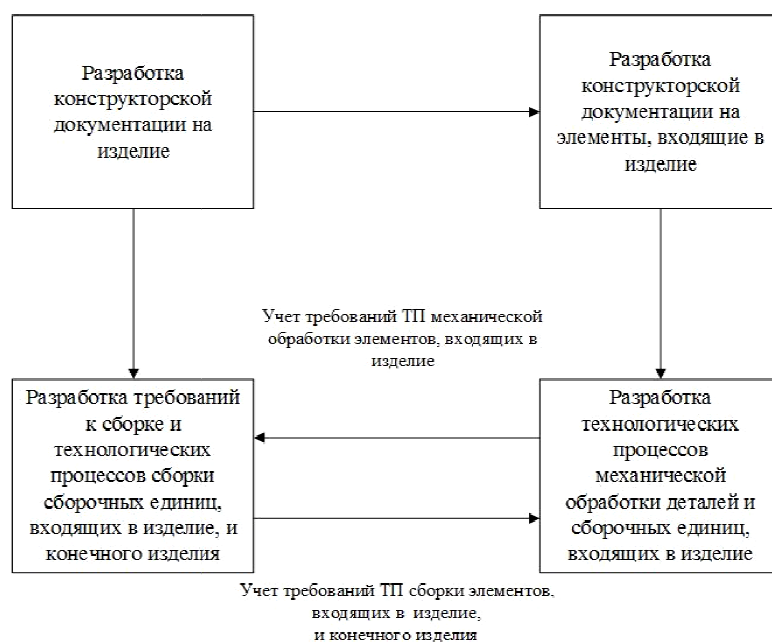 Разработка
конструкторской
документации на
изделие
Разработка
конструкторской
документации на
элементы, входящие в
изделие
Учет требований ТП механической
обработки элементов, входящих в
изделие
Разработка требований
к сборке и
технологических
процессов сборки
сборочных единиц,
входящих в изделие, и
конечного изделия
Разработка
технологических
процессов
механической
обработки деталей и
сборочных единиц,
входящих в изделие
Учет требований ТП сборки элементов,
входящих в изделие,
и конечного изделия